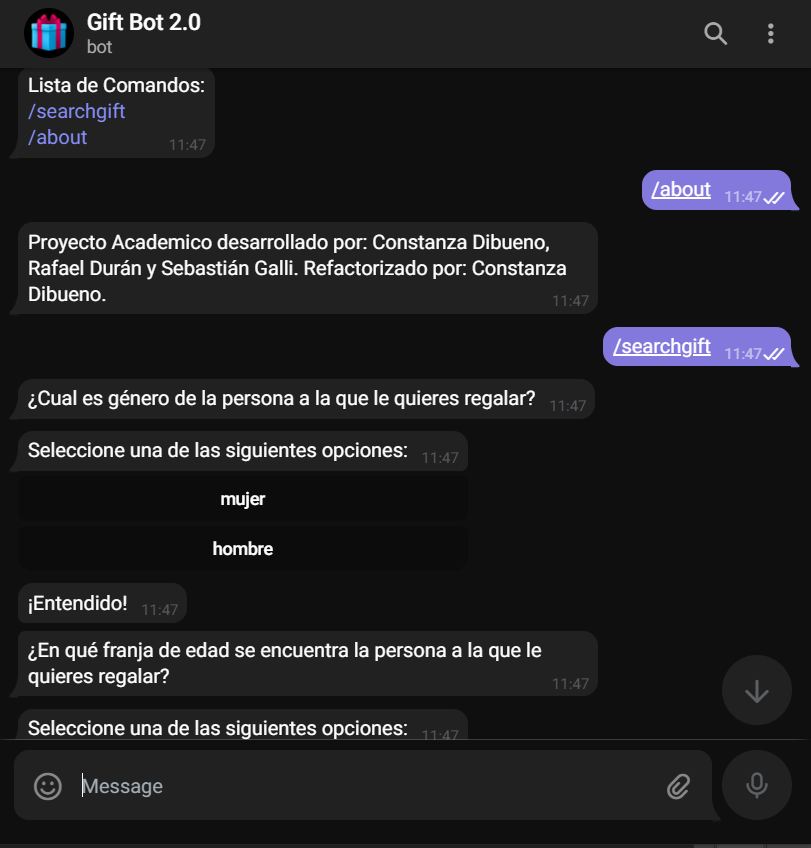 Gift Bot 2.0
bot
Lista de Comandos:
/searchgift
/about
11:47
/about 11:47
Proyecto Academico desarrollado por: Constanza Dibueno,
Rafael Durán y Sebastián Galli. Refactorizado por: Constanza
Dibueno.
11:47
/searchgift 11:47
¿Cual es género de la persona a la que le quieres regalar? 11:47
Seleccione una de las siguientes opciones: 11:47
mujer
hombre
¡Entendido! 11:47
¿En qué franja de edad se encuentra la persona a la que le
quieres regalar?
11:47
Seleccione una de las siguientes opciones: 11:47
Message